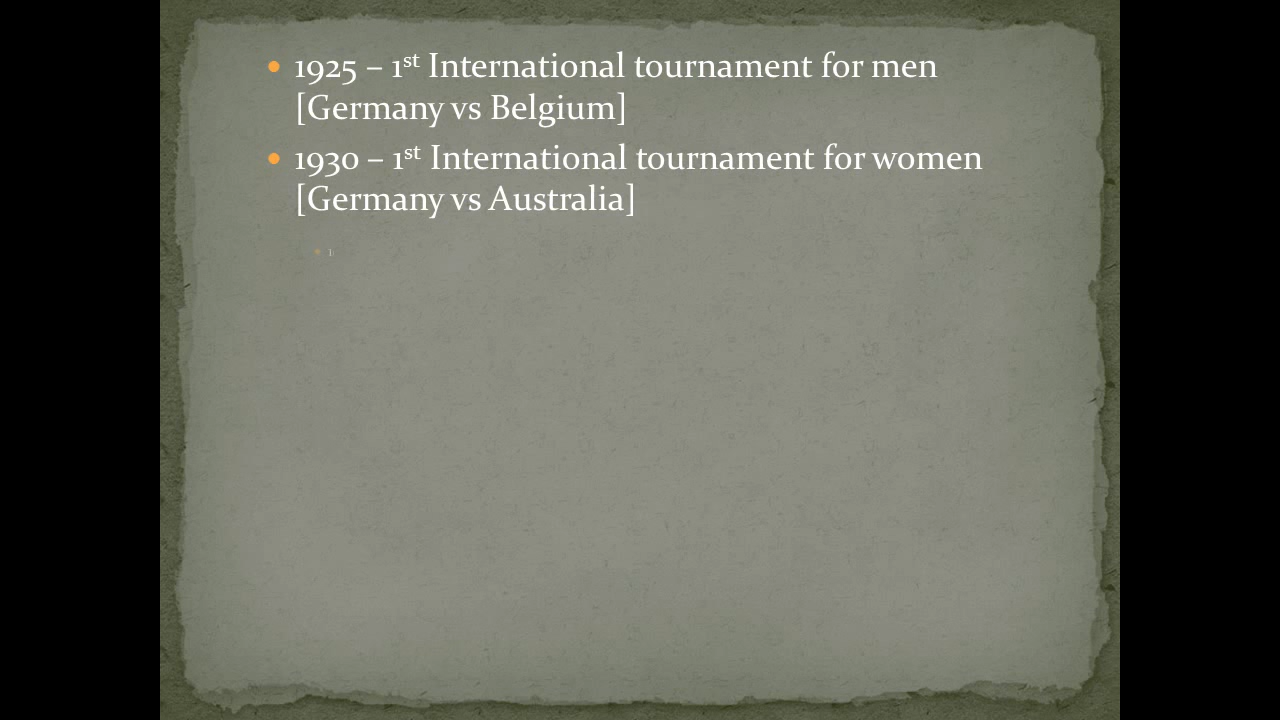 1925 – 1st International tournament for men
[Germany vs Belgium]
1930 – 1st International tournament for women
[Germany vs Australia]